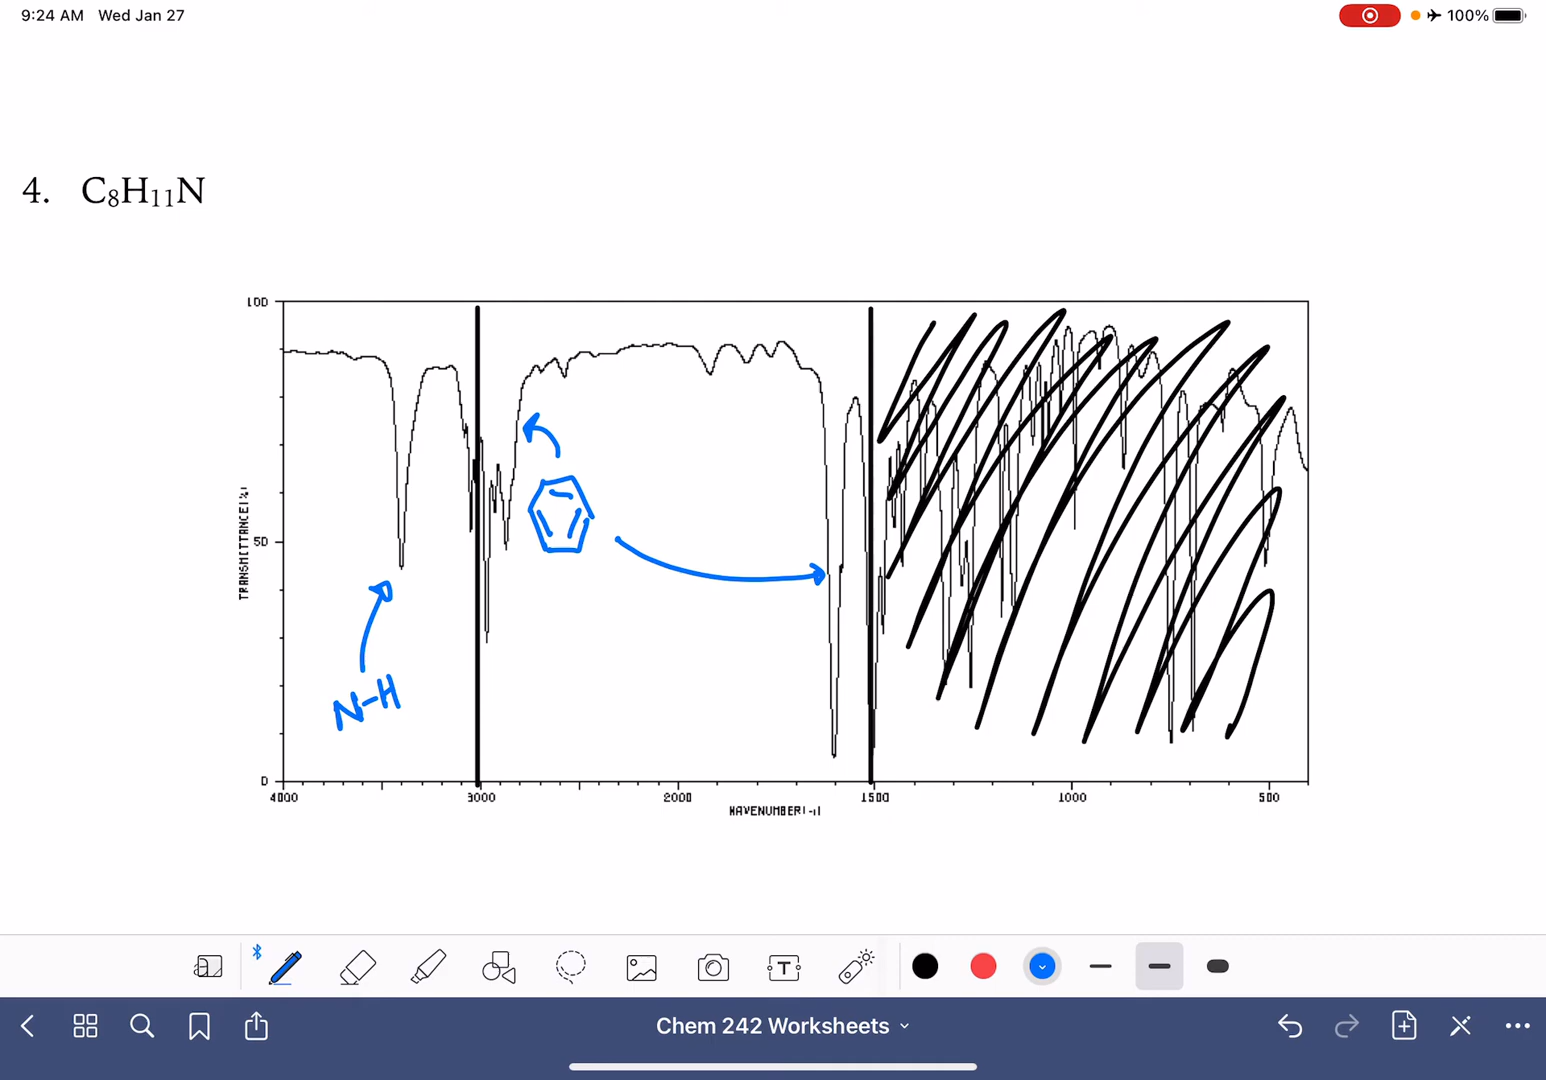 9:24 AM Wed Jan 27
100%
4. C₈H₁₁N
100
TRANSMITTANCE(%)
50
0
4000 3000 2000 1500 1000 500
WAVENUMBER(-1)
N-H
T
Chem 242 Worksheets